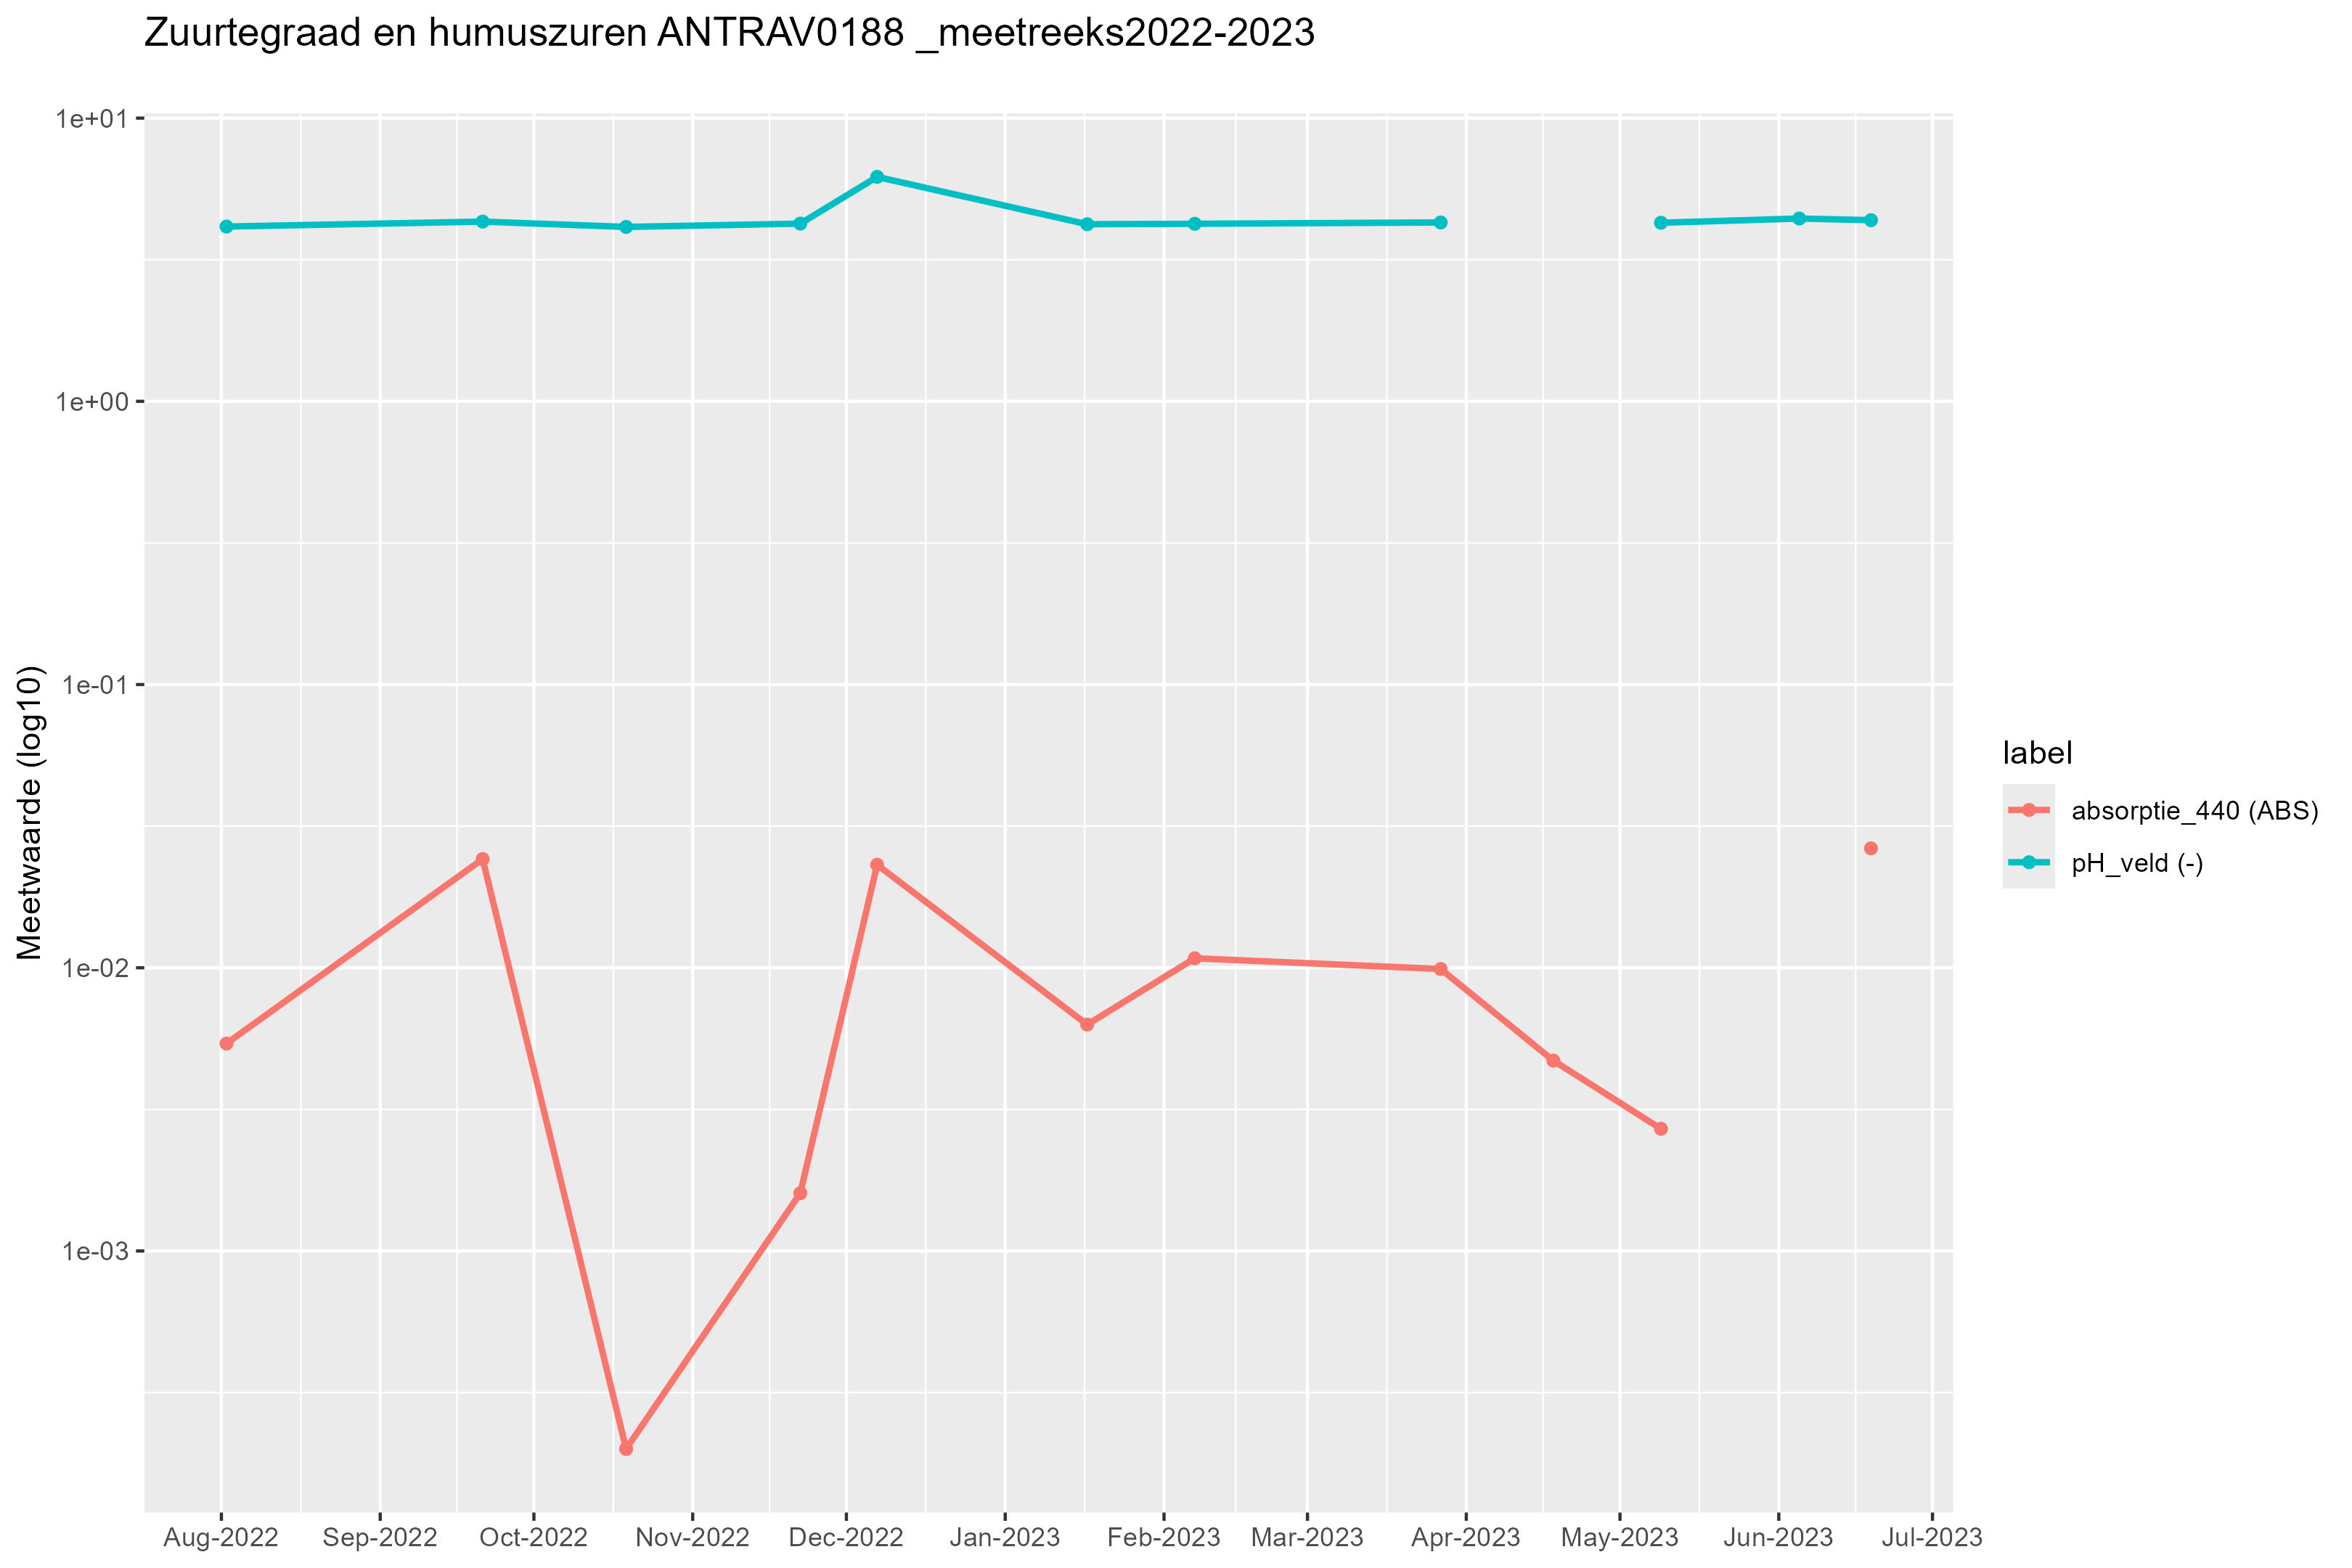 Zuurtegraad en humuszuren ANTRAV0188 _meetreeks2022-2023
Meetwaarde (log10)
1e+01
1e+00
1e-01
1e-02
1e-03
Aug-2022 Sep-2022 Oct-2022 Nov-2022 Dec-2022 Jan-2023 Feb-2023 Mar-2023 Apr-2023 May-2023 Jun-2023 Jul-2023
label
absorptie_440 (ABS)
pH_veld (-)